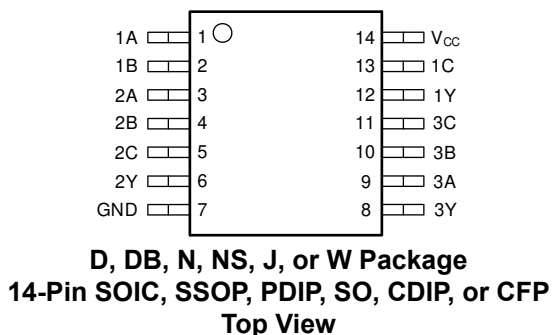 1A 1 14 VCC
1B 2 13 1C
2A 3 12 1Y
2B 4 11 3C
2C 5 10 3B
2Y 6 9 3A
GND 7 8 3Y
D, DB, N, NS, J, or W Package
14-Pin SOIC, SSOP, PDIP, SO, CDIP, or CFP
Top View